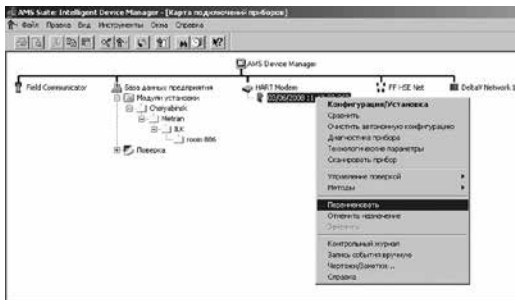 AMS Suite: Intelligent Device Manager - [Карта подключений приборов]
Файл Правка Вид Инструменты Окна Справка
AMS Device Manager
Field Communicator
База данных предприятия
HART Modem
FF HSE Net
DeltaV Network 1
Модули установки
Chelyabinsk
Metran
room 806
Поверка
Конфигурация/Установка
Сравнить
Очистить автономную конфигурацию
Диагностика прибора
Технологические параметры
Сканировать прибор
Управление поверкой
Методы
Переименовать
Отменить назначение
Заменить
Контрольный журнал
Запись события вручную
Чертежи/Заметки...
Справка